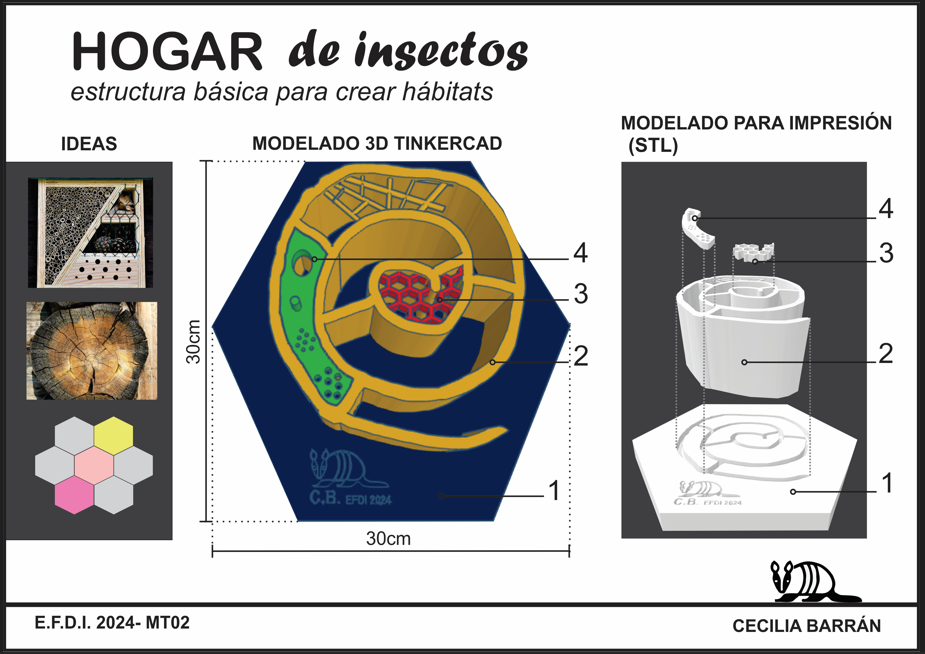 HOGAR de insectos
estructura básica para crear hábitats
IDEAS
MODELADO 3D TINKERCAD
MODELADO PARA IMPRESIÓN
(STL)
30cm
4
3
2
C.B. EFDI 2024
1
30cm
4
3
2
1
C.B. EFDI 2024
E.F.D.I. 2024- MT02
CECILIA BARRÁN